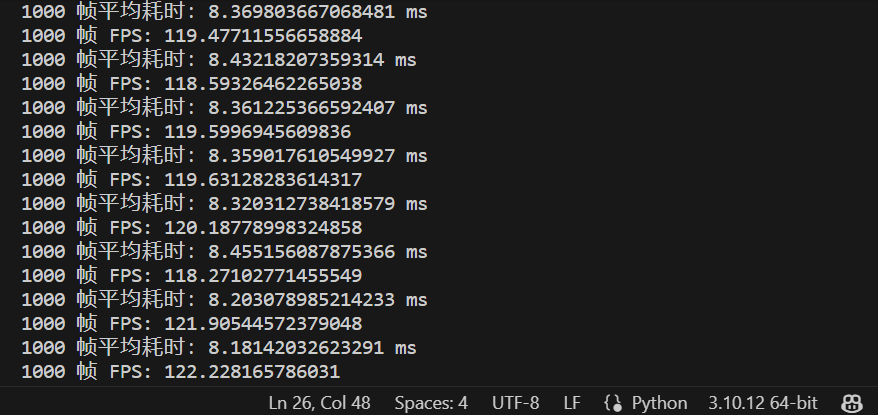 1000 帧平均耗时: 8.369803667068481 ms
1000 帧 FPS: 119.47711556658884
1000 帧平均耗时: 8.43218207359314 ms
1000 帧 FPS: 118.59326462265038
1000 帧平均耗时: 8.361225366592407 ms
1000 帧 FPS: 119.5996945609836
1000 帧平均耗时: 8.359017610549927 ms
1000 帧 FPS: 119.63128283614317
1000 帧平均耗时: 8.320312738418579 ms
1000 帧 FPS: 120.18778998324858
1000 帧平均耗时: 8.455156087875366 ms
1000 帧 FPS: 118.27102771455549
1000 帧平均耗时: 8.203078985214233 ms
1000 帧 FPS: 121.90544572379048
1000 帧平均耗时: 8.18142032623291 ms
1000 帧 FPS: 122.228165786031
Ln 26, Col 48 Spaces: 4 UTF-8 LF Python 3.10.12 64-bit